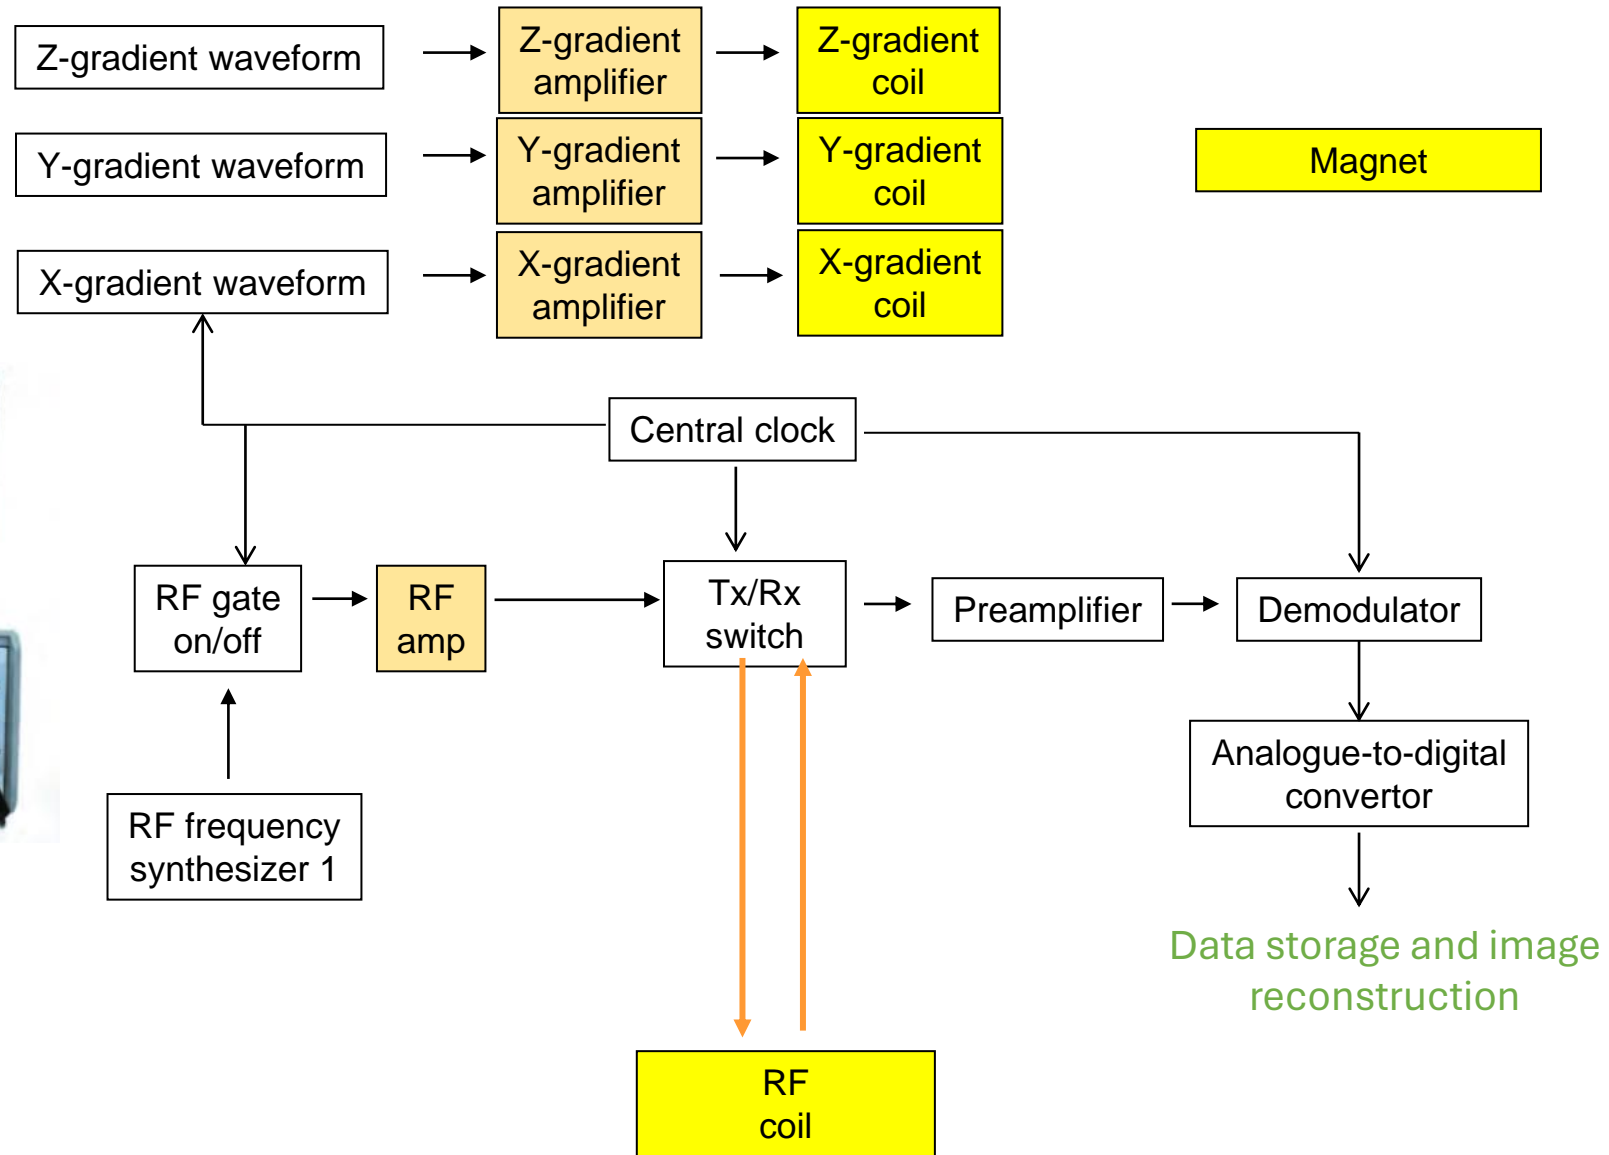 Z-gradient waveform
Z-gradient
amplifier
Z-gradient
coil
Y-gradient waveform
Y-gradient
amplifier
Y-gradient
coil
Magnet
X-gradient waveform
X-gradient
amplifier
X-gradient
coil
Central clock
RF gate
on/off
RF
amp
Tx/Rx
switch
Preamplifier
Demodulator
RF frequency
synthesizer 1
Analogue-to-digital
convertor
Data storage and image
reconstruction
RF
coil